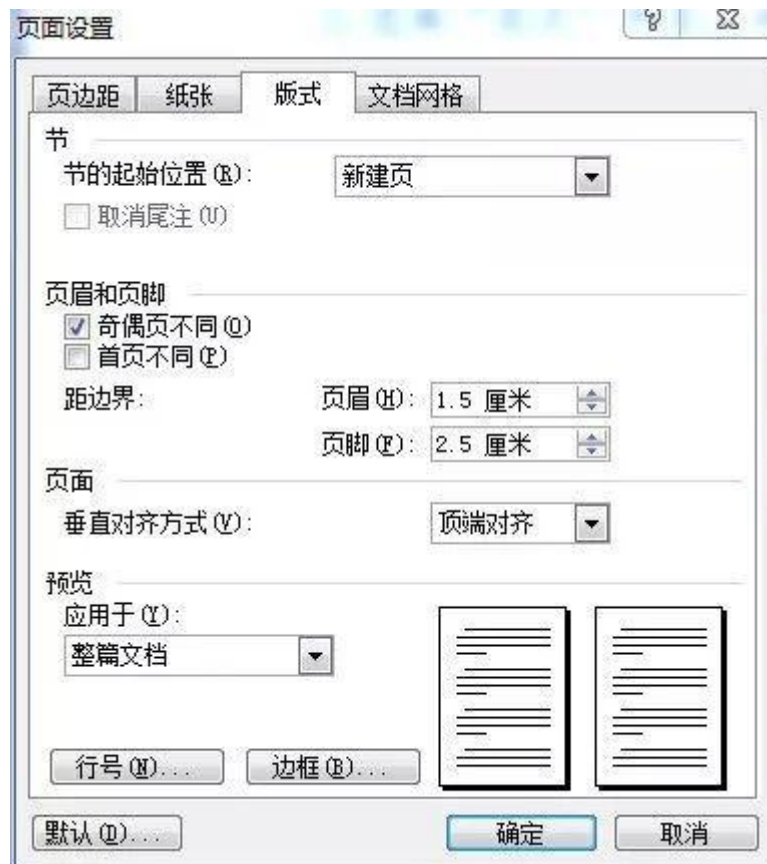 页面设置
页边距 纸张 版式 文档网格
节
节的起始位置(R): 新建页
取消尾注(U)
页眉和页脚
奇偶页不同(O)
首页不同(P)
距边界: 页眉(H): 1.5 厘米
页脚(F): 2.5 厘米
页面
垂直对齐方式(V): 顶端对齐
预览
应用于(Y):
整篇文档
行号(N)... 边框(B)...
默认(D)... 确定 取消